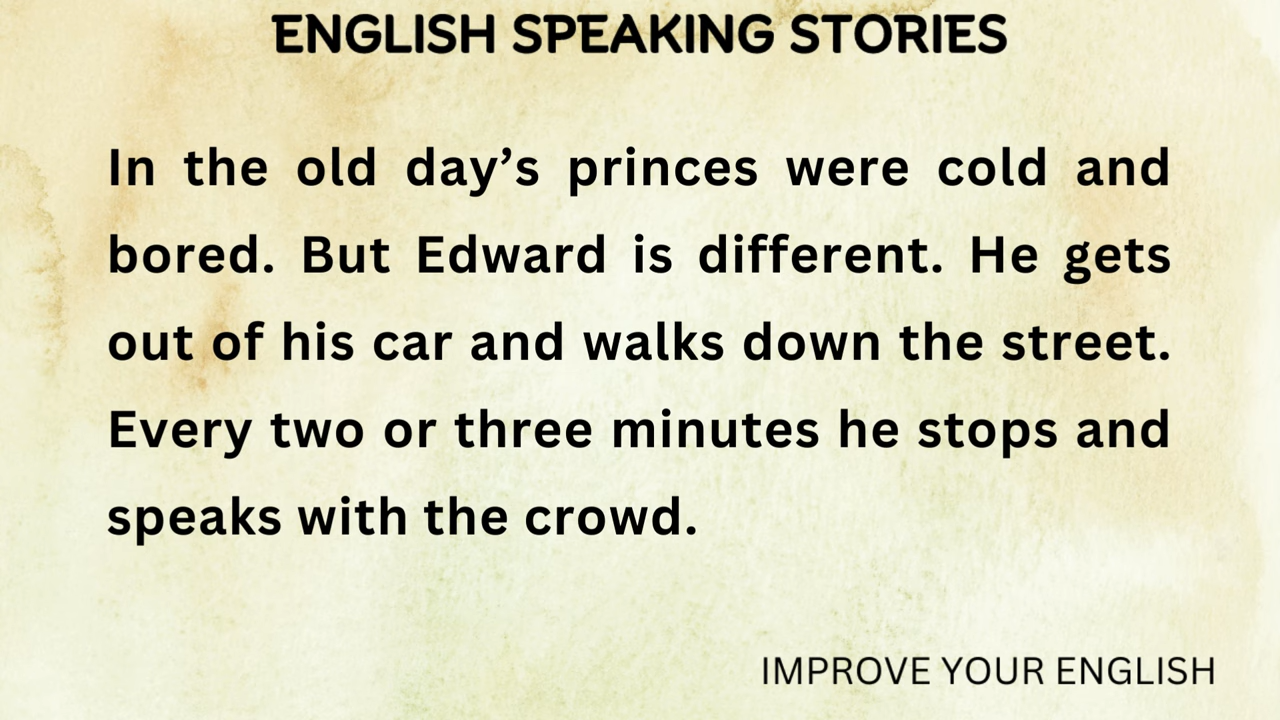 ENGLISH SPEAKING STORIES
In the old day’s princes were cold and
bored. But Edward is different. He gets
out of his car and walks down the street.
Every two or three minutes he stops and
speaks with the crowd.
IMPROVE YOUR ENGLISH